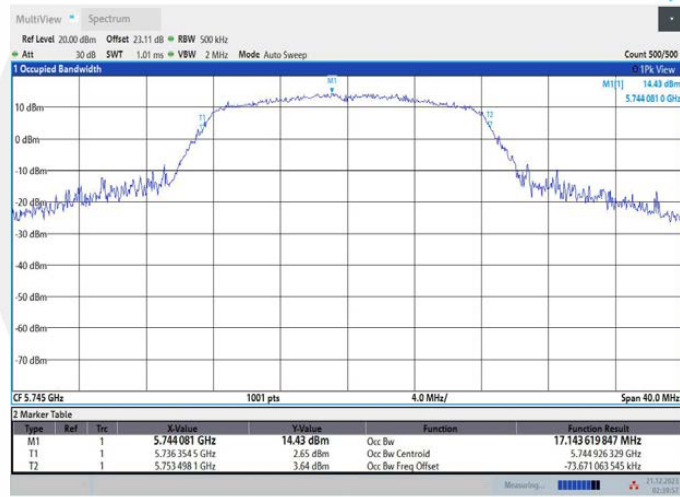 MultiView Spectrum
Ref Level 20.00 dBm Offset 23.11 dB RBW 500 kHz
Att 30 dB SWT 1.01 ms VBW 2 MHz Mode Auto Sweep Count 500/500
1 Occupied Bandwidth 1Pk View
M1[1] 14.43 dBm
5.744 081 0 GHz
M1
T1
T2
10 dBm
0 dBm
-10 dBm
-20 dBm
-30 dBm
-40 dBm
-50 dBm
-60 dBm
-70 dBm
CF 5.745 GHz 1001 pts 4.0 MHz/ Span 40.0 MHz
2 Marker Table
Type Ref Trc X-Value Y-Value Function Function Result
M1 1 5.744 081 GHz 14.43 dBm Occ Bw 17.143 619 847 MHz
T1 1 5.736 354 5 GHz 2.65 dBm Occ Bw Centroid 5.744 926 329 GHz
T2 1 5.753 498 1 GHz 3.64 dBm Occ Bw Freq Offset -73.671 063 545 kHz
Measuring... 21.12.2023